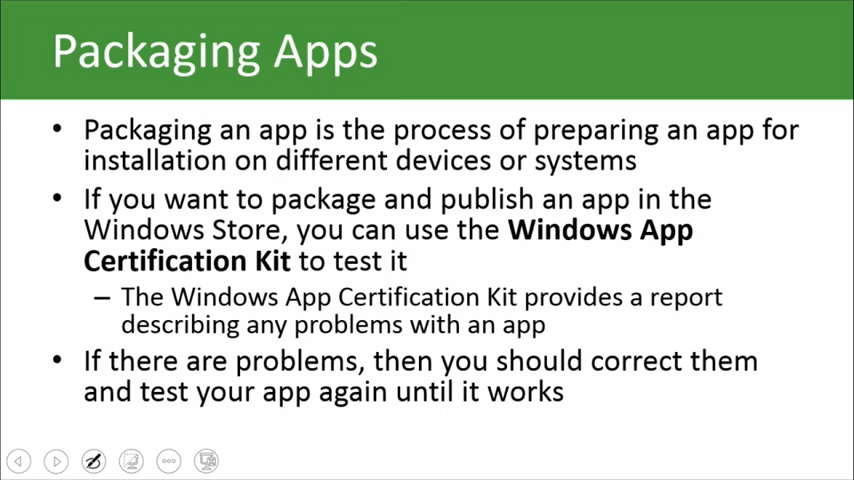 Packaging Apps
• Packaging an app is the process of preparing an app for
installation on different devices or systems
• If you want to package and publish an app in the
Windows Store, you can use the Windows App
Certification Kit to test it
– The Windows App Certification Kit provides a report
describing any problems with an app
• If there are problems, then you should correct them
and test your app again until it works